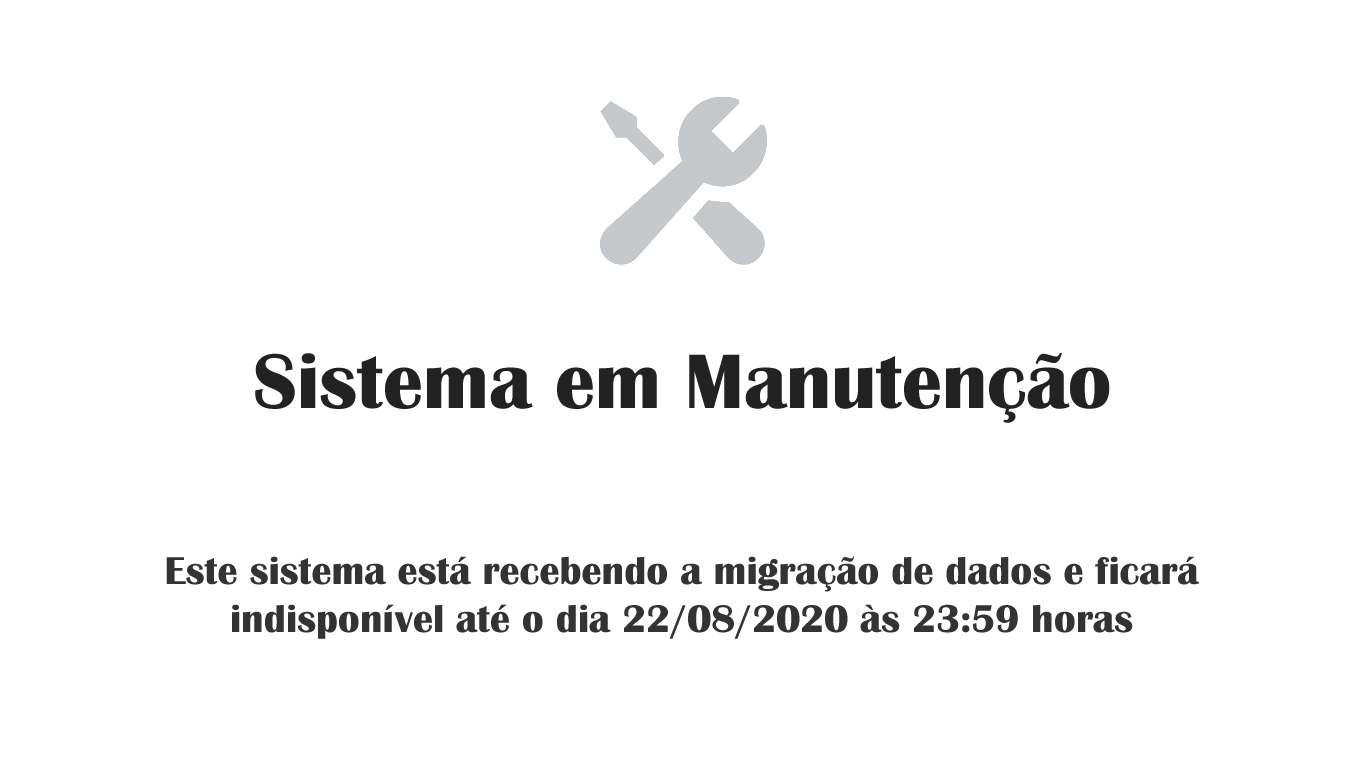 Sistema em Manutenção
Este sistema está recebendo a migração de dados e ficará
indisponível até o dia 22/08/2020 às 23:59 horas